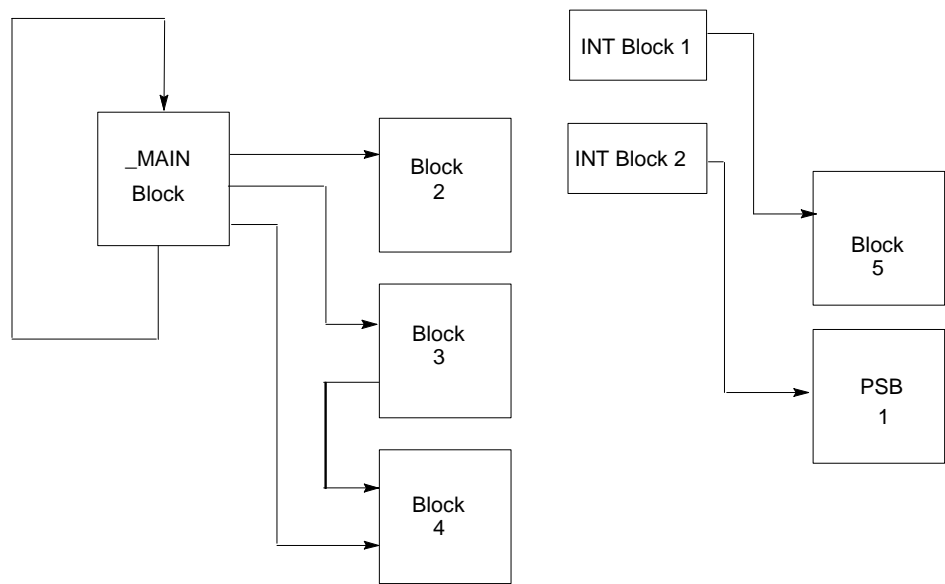 _MAIN
Block
Block
2
Block
3
Block
4
INT Block 1
INT Block 2
Block
5
PSB
1